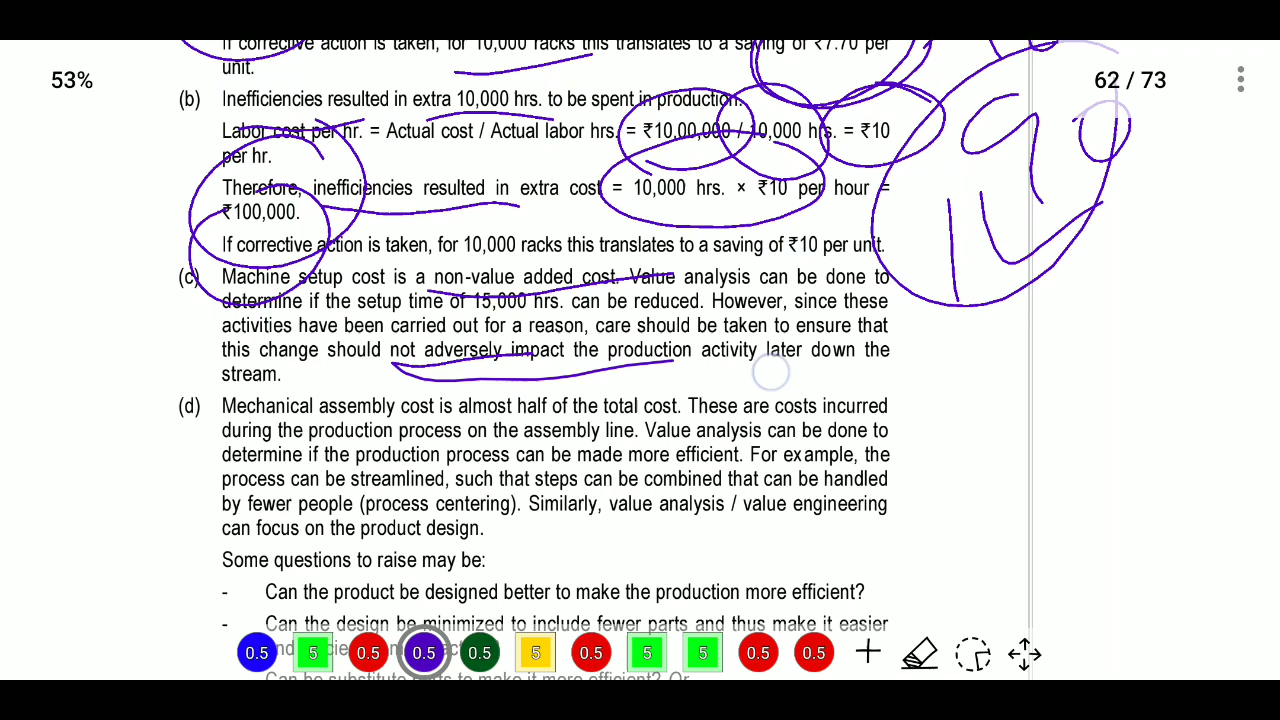 If corrective action is taken, for 10,000 racks this translates to a saving of ₹7.70 per
unit.
53%
62 / 73
(b) Inefficiencies resulted in extra 10,000 hrs. to be spent in production.
Labor cost per hr. = Actual cost / Actual labor hrs. = ₹10,00,000 / 10,000 hrs. = ₹10
per hr.
Therefore, inefficiencies resulted in extra cost = 10,000 hrs. × ₹10 per hour =
₹100,000.
If corrective action is taken, for 10,000 racks this translates to a saving of ₹10 per unit.
(c) Machine setup cost is a non-value added cost. Value analysis can be done to
determine if the setup time of 15,000 hrs. can be reduced. However, since these
activities have been carried out for a reason, care should be taken to ensure that
this change should not adversely impact the production activity later down the
stream.
(d) Mechanical assembly cost is almost half of the total cost. These are costs incurred
during the production process on the assembly line. Value analysis can be done to
determine if the production process can be made more efficient. For example, the
process can be streamlined, such that steps can be combined that can be handled
by fewer people (process centering). Similarly, value analysis / value engineering
can focus on the product design.
Some questions to raise may be:
- Can the product be designed better to make the production more efficient?
- Can the design be minimized to include fewer parts and thus make it easier
0.5 5 0.5 0.5 0.5 5 0.5 5 5 0.5 0.5
to make it more efficient? Or